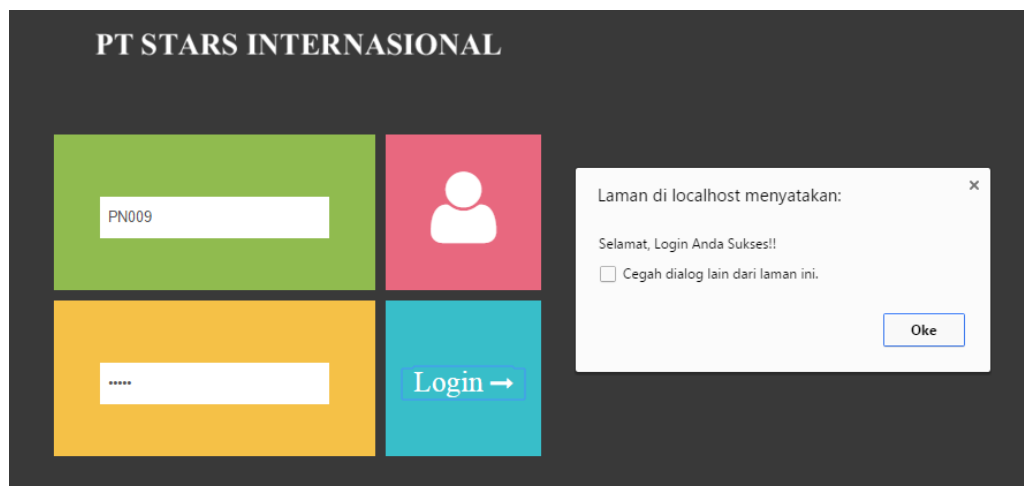 PT STARS INTERNASIONAL
PN009
•••••
Login →
Laman di localhost menyatakan:
×
Selamat, Login Anda Sukses!!
Cegah dialog lain dari laman ini.
Oke